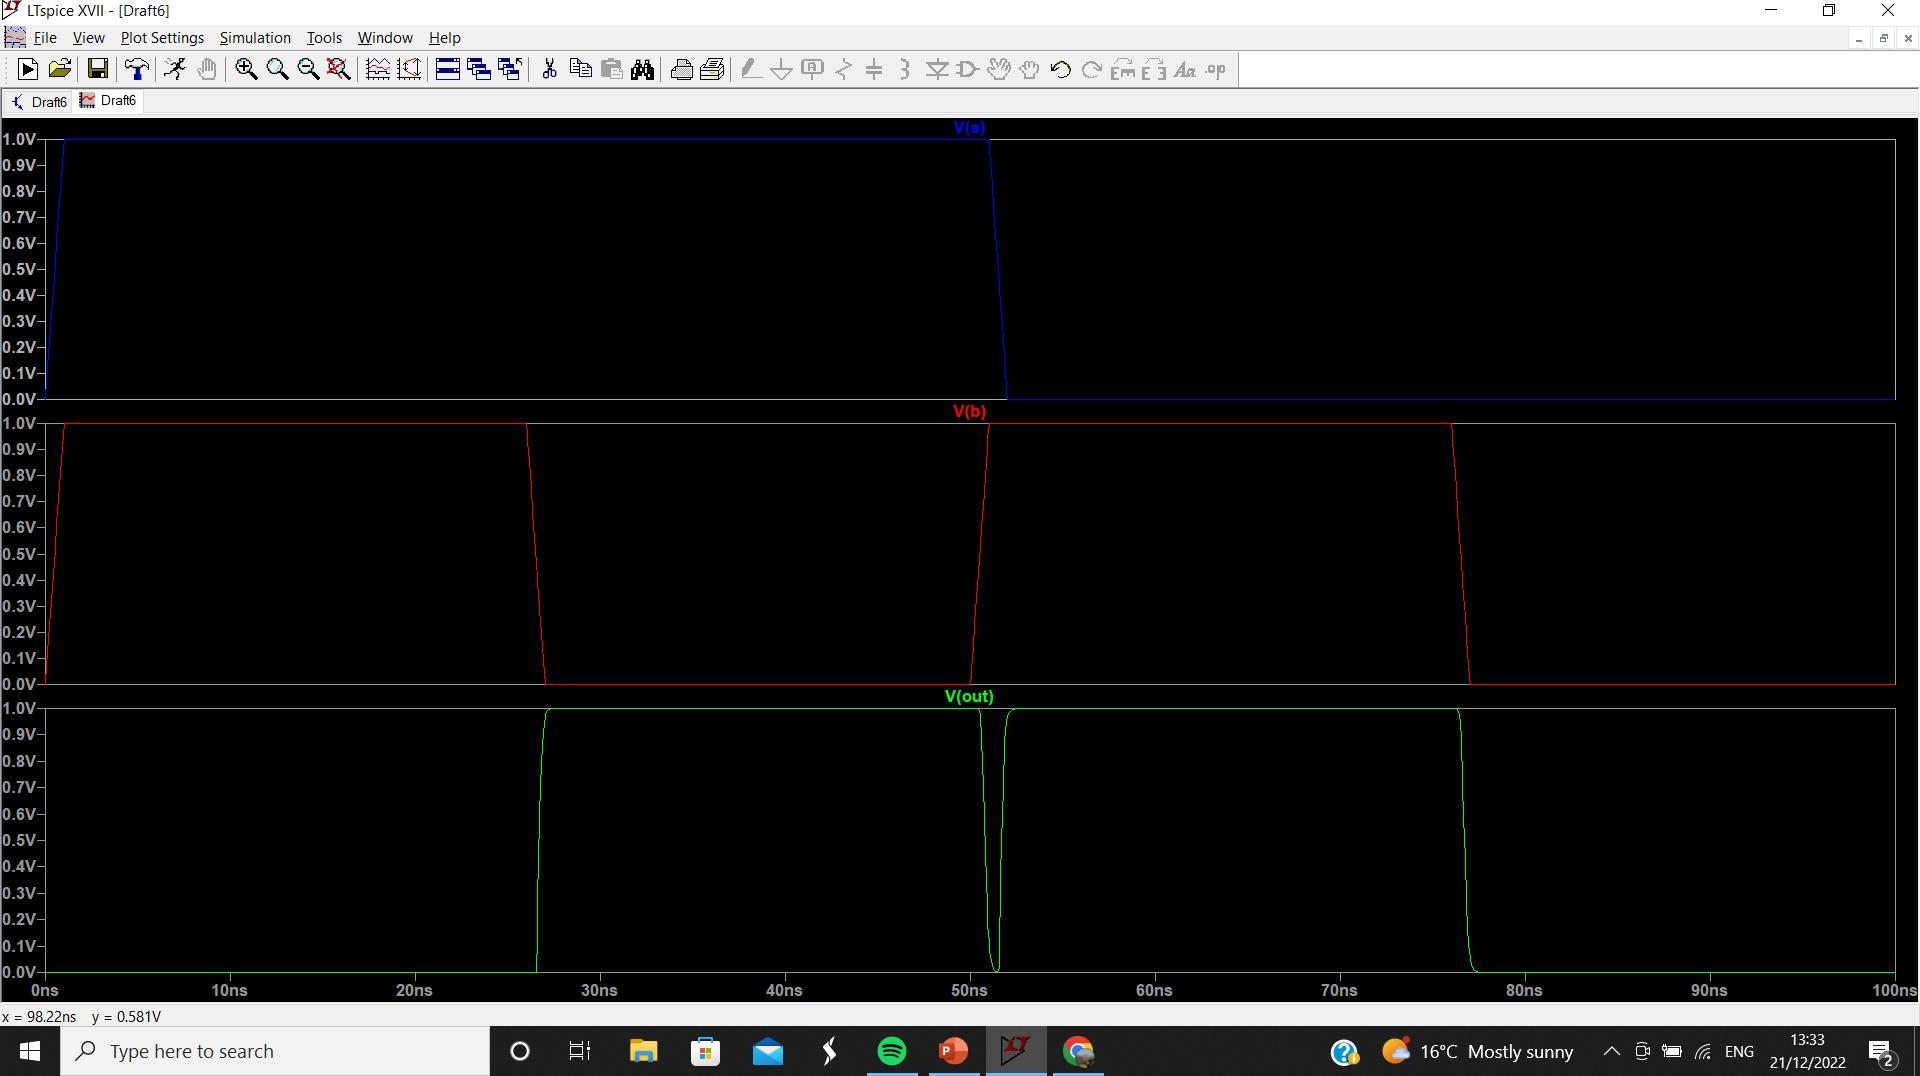 LTspice XVII - [Draft6]
File View Plot Settings Simulation Tools Window Help
Draft6 Draft6
V(a)
1.0V
0.9V
0.8V
0.7V
0.6V
0.5V
0.4V
0.3V
0.2V
0.1V
0.0V
V(b)
1.0V
0.9V
0.8V
0.7V
0.6V
0.5V
0.4V
0.3V
0.2V
0.1V
0.0V
V(out)
1.0V
0.9V
0.8V
0.7V
0.6V
0.5V
0.4V
0.3V
0.2V
0.1V
0.0V
0ns 10ns 20ns 30ns 40ns 50ns 60ns 70ns 80ns 90ns 100ns
x = 98.22ns y = 0.581V
Type here to search
16°C Mostly sunny
ENG
13:33
21/12/2022
2